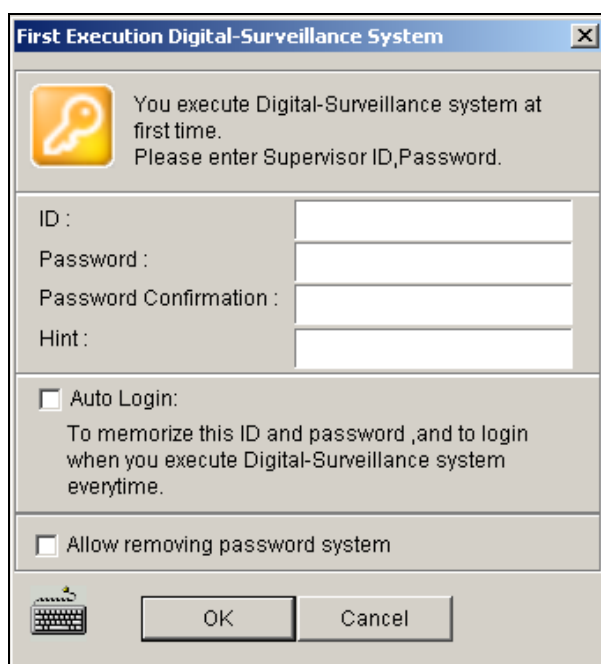 First Execution Digital-Surveillance System
You execute Digital-Surveillance system at
first time.
Please enter Supervisor ID,Password.
ID :
Password :
Password Confirmation :
Hint :
Auto Login:
To memorize this ID and password ,and to login
when you execute Digital-Surveillance system
everytime.
Allow removing password system
OK
Cancel